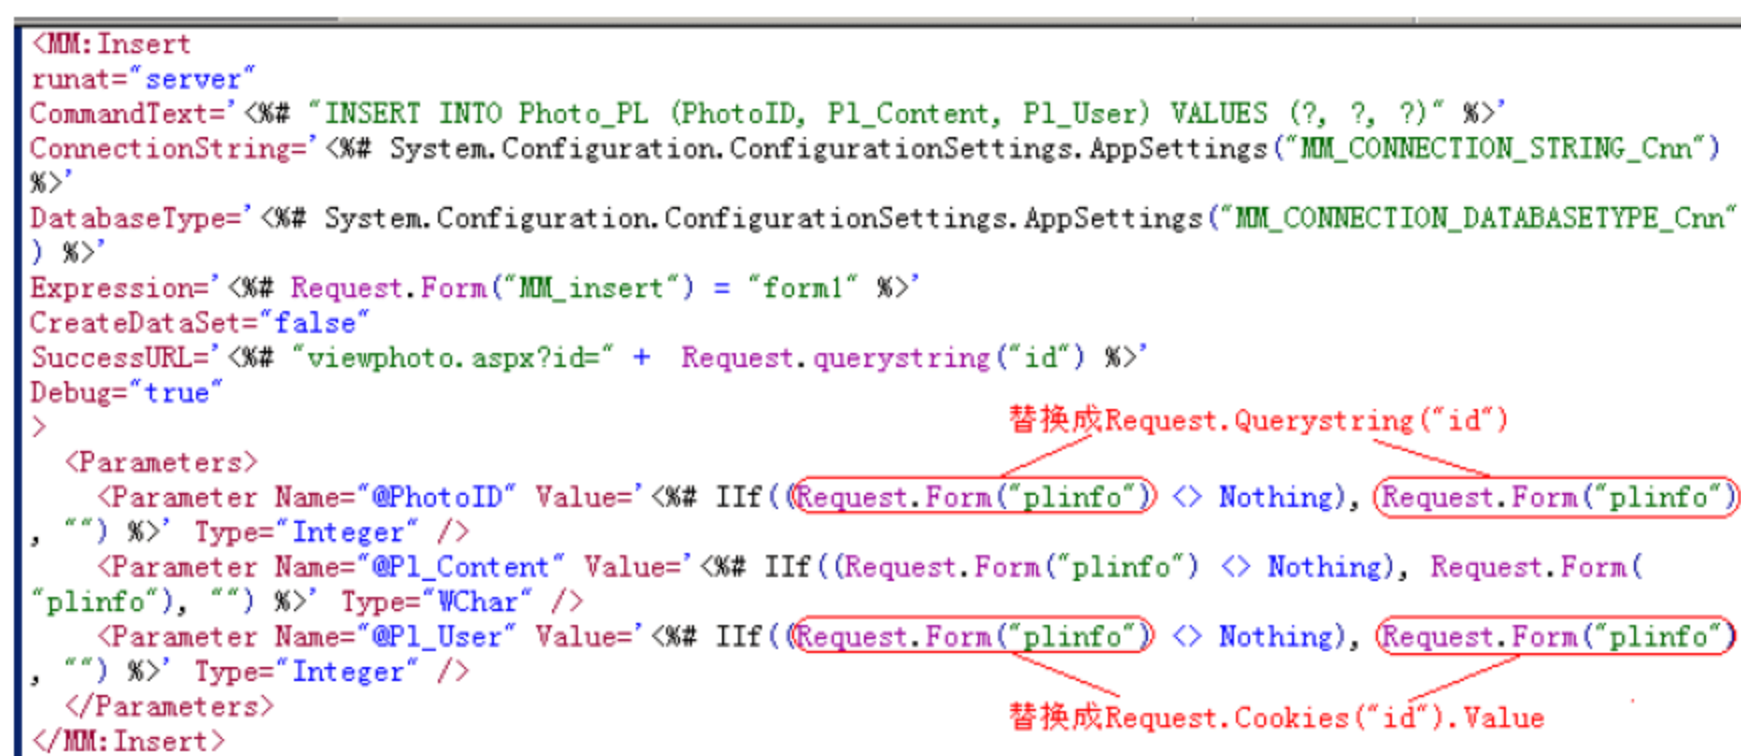 <MM:Insert
runat="server"
CommandText='<%# "INSERT INTO Photo_PL (PhotoID, Pl_Content, Pl_User) VALUES (?, ?, ?)" %>'
ConnectionString='<%# System.Configuration.ConfigurationSettings.AppSettings("MM_CONNECTION_STRING_Cnn")
%>'
DatabaseType='<%# System.Configuration.ConfigurationSettings.AppSettings("MM_CONNECTION_DATABASETYPE_Cnn"
) %>'
Expression='<%# Request.Form("MM_insert") = "form1" %>'
CreateDataSet="false"
SuccessURL='<%# "viewphoto.aspx?id=" +  Request.querystring("id") %>'
Debug="true"
>
替换成Request.Querystring("id")
<Parameters>
<Parameter Name="@PhotoID" Value='<%# IIf((Request.Form("plinfo") <> Nothing), Request.Form("plinfo")
, "") %>' Type="Integer" />
<Parameter Name="@Pl_Content" Value='<%# IIf((Request.Form("plinfo") <> Nothing), Request.Form(
"plinfo"), "") %>' Type="WChar" />
<Parameter Name="@Pl_User" Value='<%# IIf((Request.Form("plinfo") <> Nothing), Request.Form("plinfo")
, "") %>' Type="Integer" />
</Parameters>
替换成Request.Cookies("id").Value
</MM:Insert>